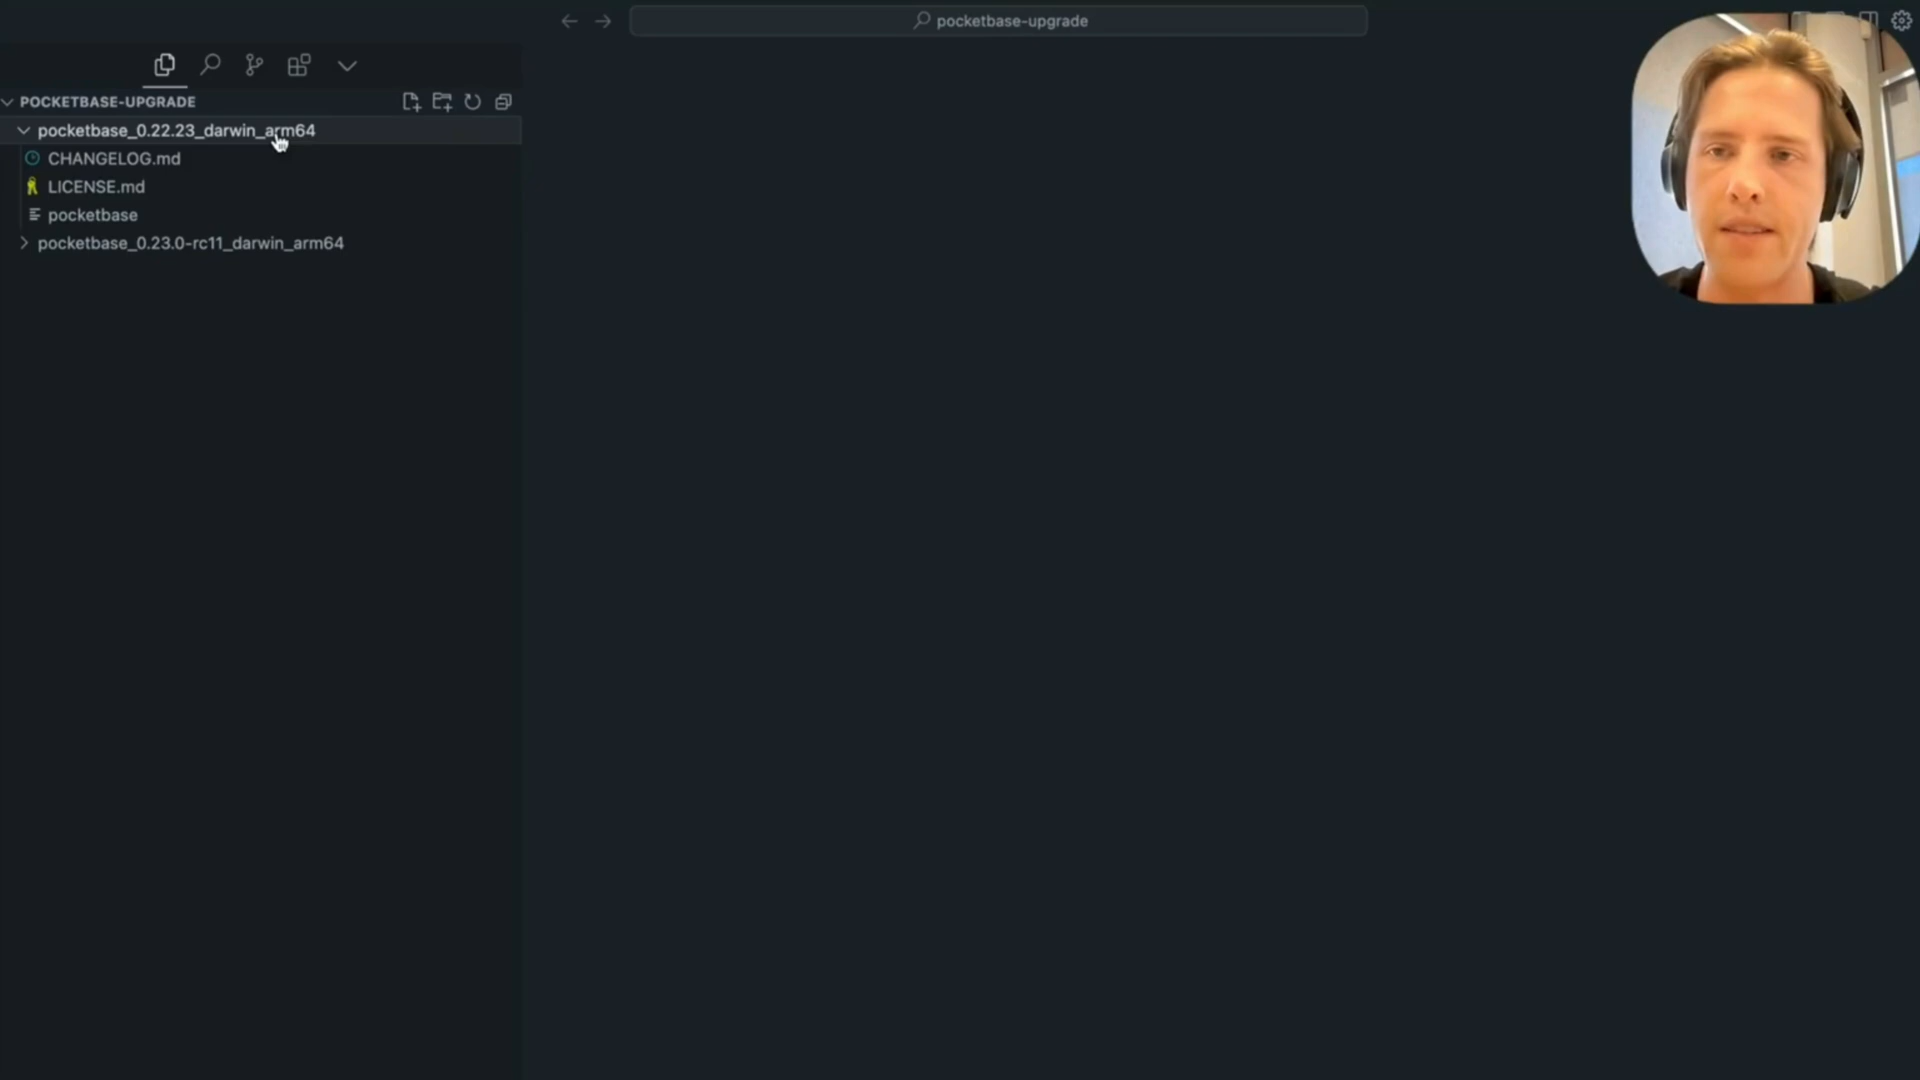 pocketbase-upgrade
POCKETBASE-UPGRADE
pocketbase_0.22.23_darwin_arm64
CHANGELOG.md
LICENSE.md
pocketbase
pocketbase_0.23.0-rc11_darwin_arm64